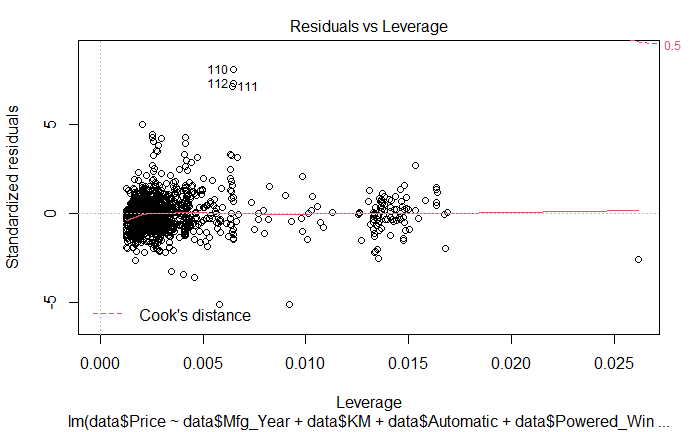 Residuals vs Leverage
0.5
110
112
111
5
0
-5
Standardized residuals
Cook's distance
0.000 0.005 0.010 0.015 0.020 0.025
Leverage
lm(data$Price ~ data$Mfg_Year + data$KM + data$Automatic + data$Powered_Win ...